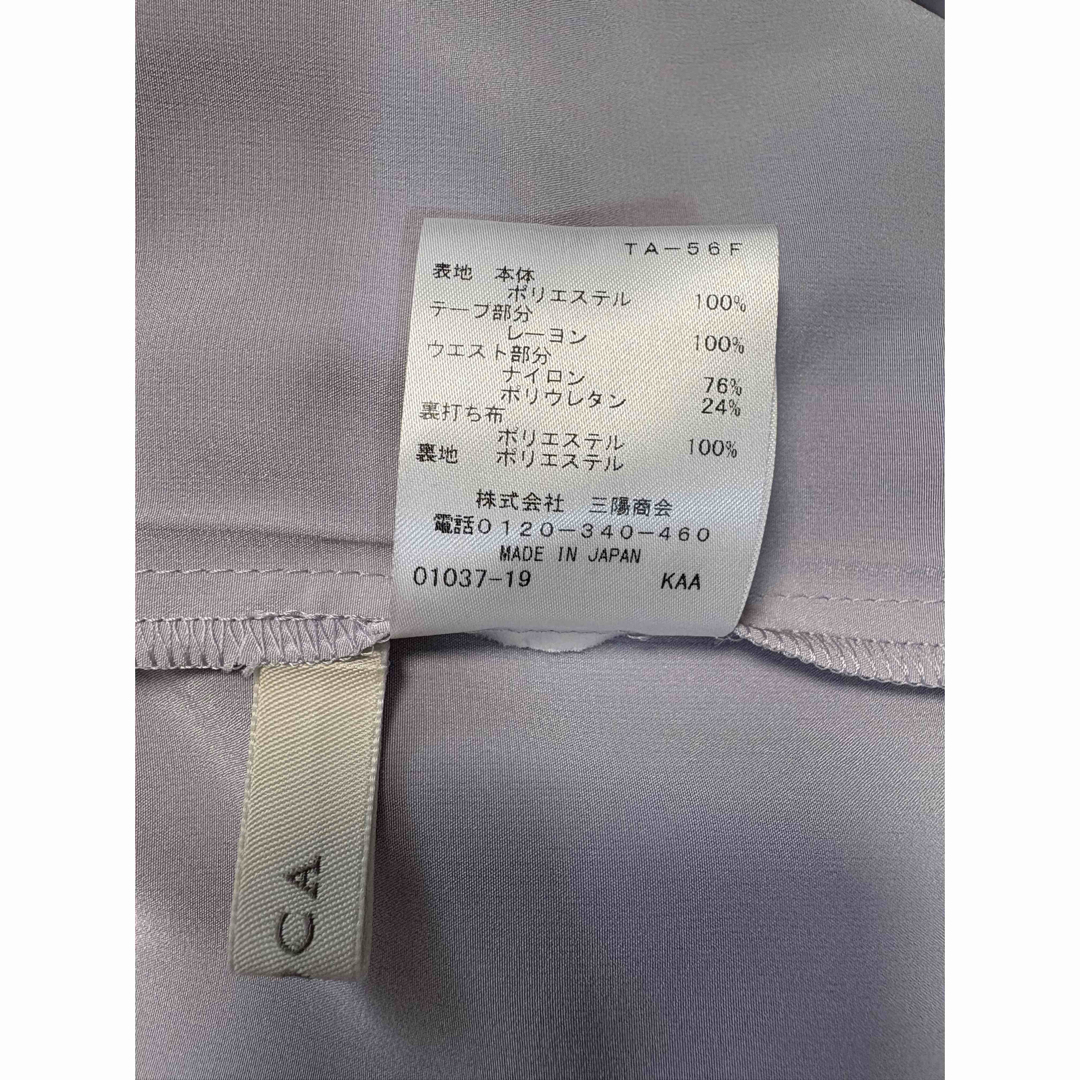 TA-56F
表地 本体
ポリエステル 100%
テープ部分
レーヨン 100%
ウエスト部分
ナイロン 76%
ポリウレタン 24%
裏打ち布
ポリエステル 100%
裏地 ポリエステル
株式会社 三陽商会
電話0120-340-460
MADE IN JAPAN
01037-19 KAA
CA